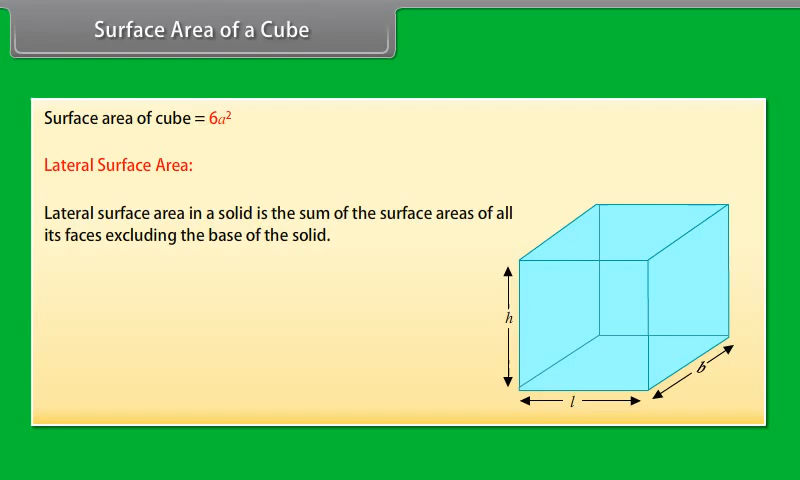 Surface Area of a Cube
Surface area of cube = 6a²
Lateral Surface Area:
Lateral surface area in a solid is the sum of the surface areas of all
its faces excluding the base of the solid.
h
b
l